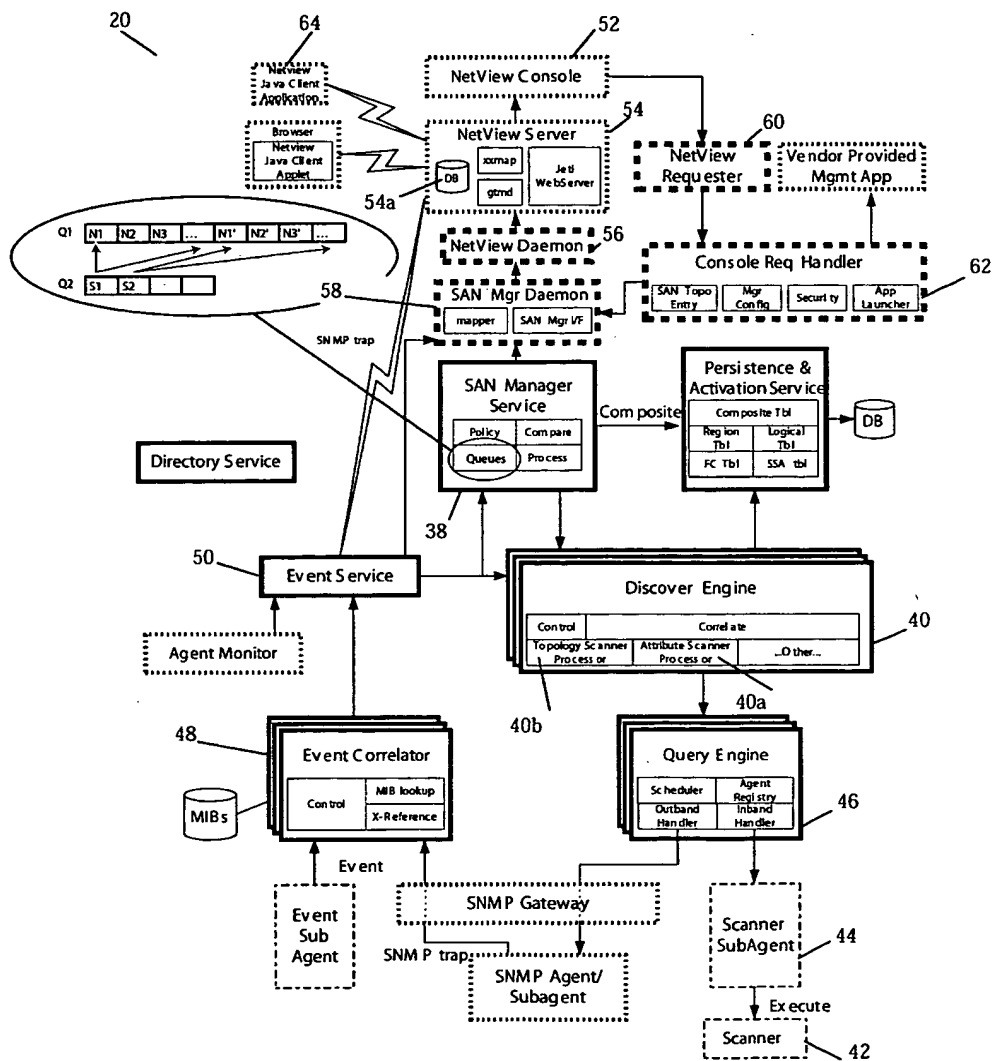 20
64
52
Netview
Java Client
Application
NetView Console
54
Browser
Netview
Java Client
Applet
NetView Server
DB
xxmap
gtmd
Jeti
WebServer
54a
60
NetView
Requester
Vendor Provided
Mgmt App
Q1
N1 N2 N3 ... N1' N2' N3' ...
Q2
S1 S2
NetView Daemon
56
Console Req Handler
SAN Topo
Entry
Mgr
Config
Security
App
Launcher
62
58
SAN Mgr Daemon
mapper
SAN Mgr I/F
SNMP trap
SAN Manager
Service
Policy
Compare
Queues
Process
38
Composite
Persistence &
Activation Service
Composite Tbl
Region
Tbl
Logical
Tbl
FC Tbl
SSA tbl
DB
Directory Service
50
Event Service
Agent Monitor
Discover Engine
Control
Correlate
Topology Scanner
Processor
Attribute Scanner
Processor
...Other...
40
40b
40a
48
Event Correlator
Control
MIB lookup
X-Reference
MIBs
Query Engine
Scheduler
Agent
Registry
Outband
Handler
Inband
Handler
46
Event
Event
Sub
Agent
SNMP Gateway
SNMP trap
SNMP Agent/
Subagent
Scanner
SubAgent
44
Execute
Scanner
42